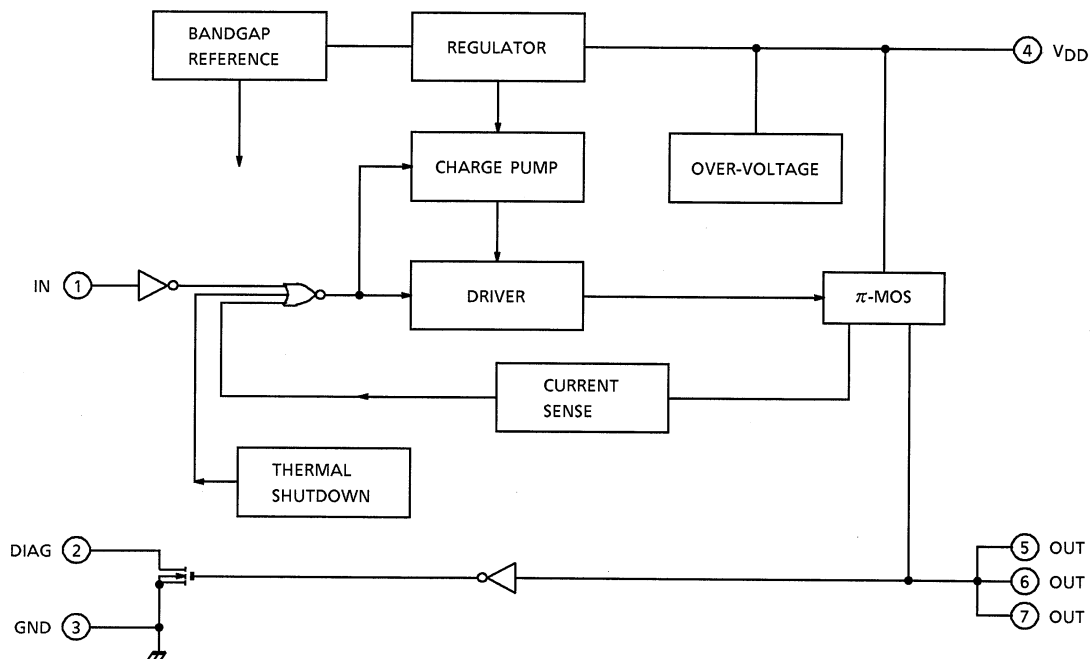 BANDGAP
REFERENCE
REGULATOR
4 VDD
CHARGE PUMP
OVER-VOLTAGE
IN 1
DRIVER
π-MOS
CURRENT
SENSE
THERMAL
SHUTDOWN
DIAG 2
5 OUT
6 OUT
7 OUT
GND 3